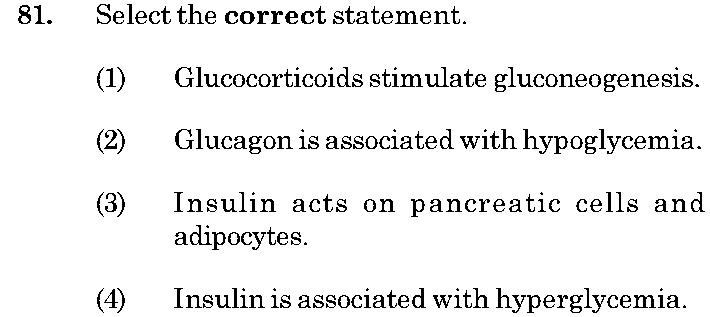 81. Select the correct statement.
(1) Glucocorticoids stimulate gluconeogenesis.
(2) Glucagon is associated with hypoglycemia.
(3) Insulin acts on pancreatic cells and
adipocytes.
(4) Insulin is associated with hyperglycemia.